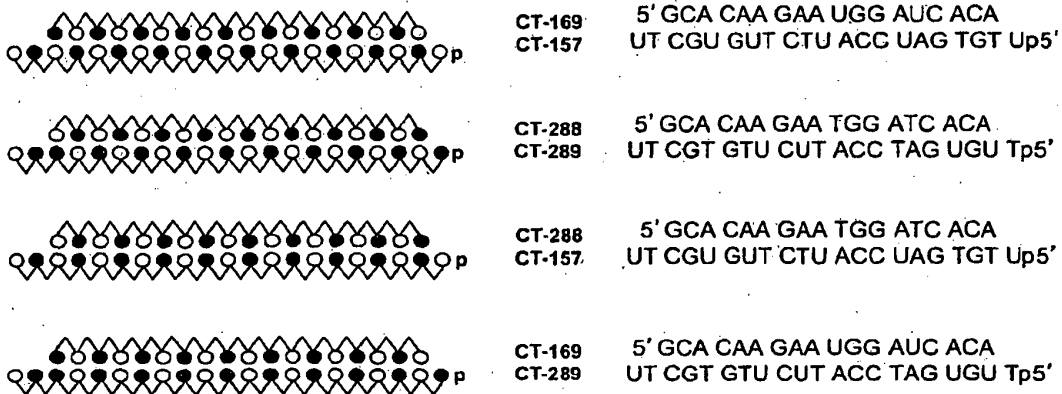 CT-169 5' GCA CAA GAA UGG AUC ACA
p CT-157 UT CGU GUT CTU ACC UAG TGT Up5'
CT-288 5' GCA CAA GAA TGG ATC ACA
p CT-289 UT CGT GTU CUT ACC TAG UGU Tp5'
CT-288 5' GCA CAA GAA TGG ATC ACA
p CT-157 UT CGU GUT CTU ACC UAG TGT Up5'
CT-169 5' GCA CAA GAA UGG AUC ACA
p CT-289 UT CGT GTU CUT ACC TAG UGU Tp5'